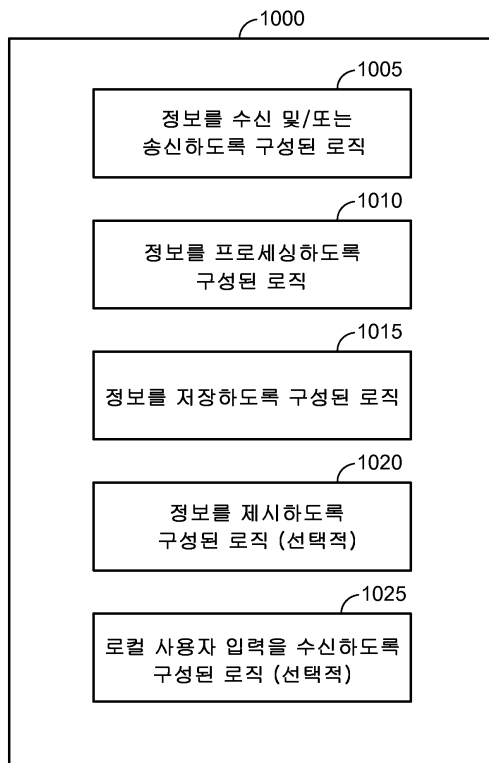 1000
1005
정보를 수신 및/또는
송신하도록 구성된 로직
1010
정보를 프로세싱하도록
구성된 로직
1015
정보를 저장하도록 구성된 로직
1020
정보를 제시하도록
구성된 로직 (선택적)
1025
로컬 사용자 입력을 수신하도록
구성된 로직 (선택적)